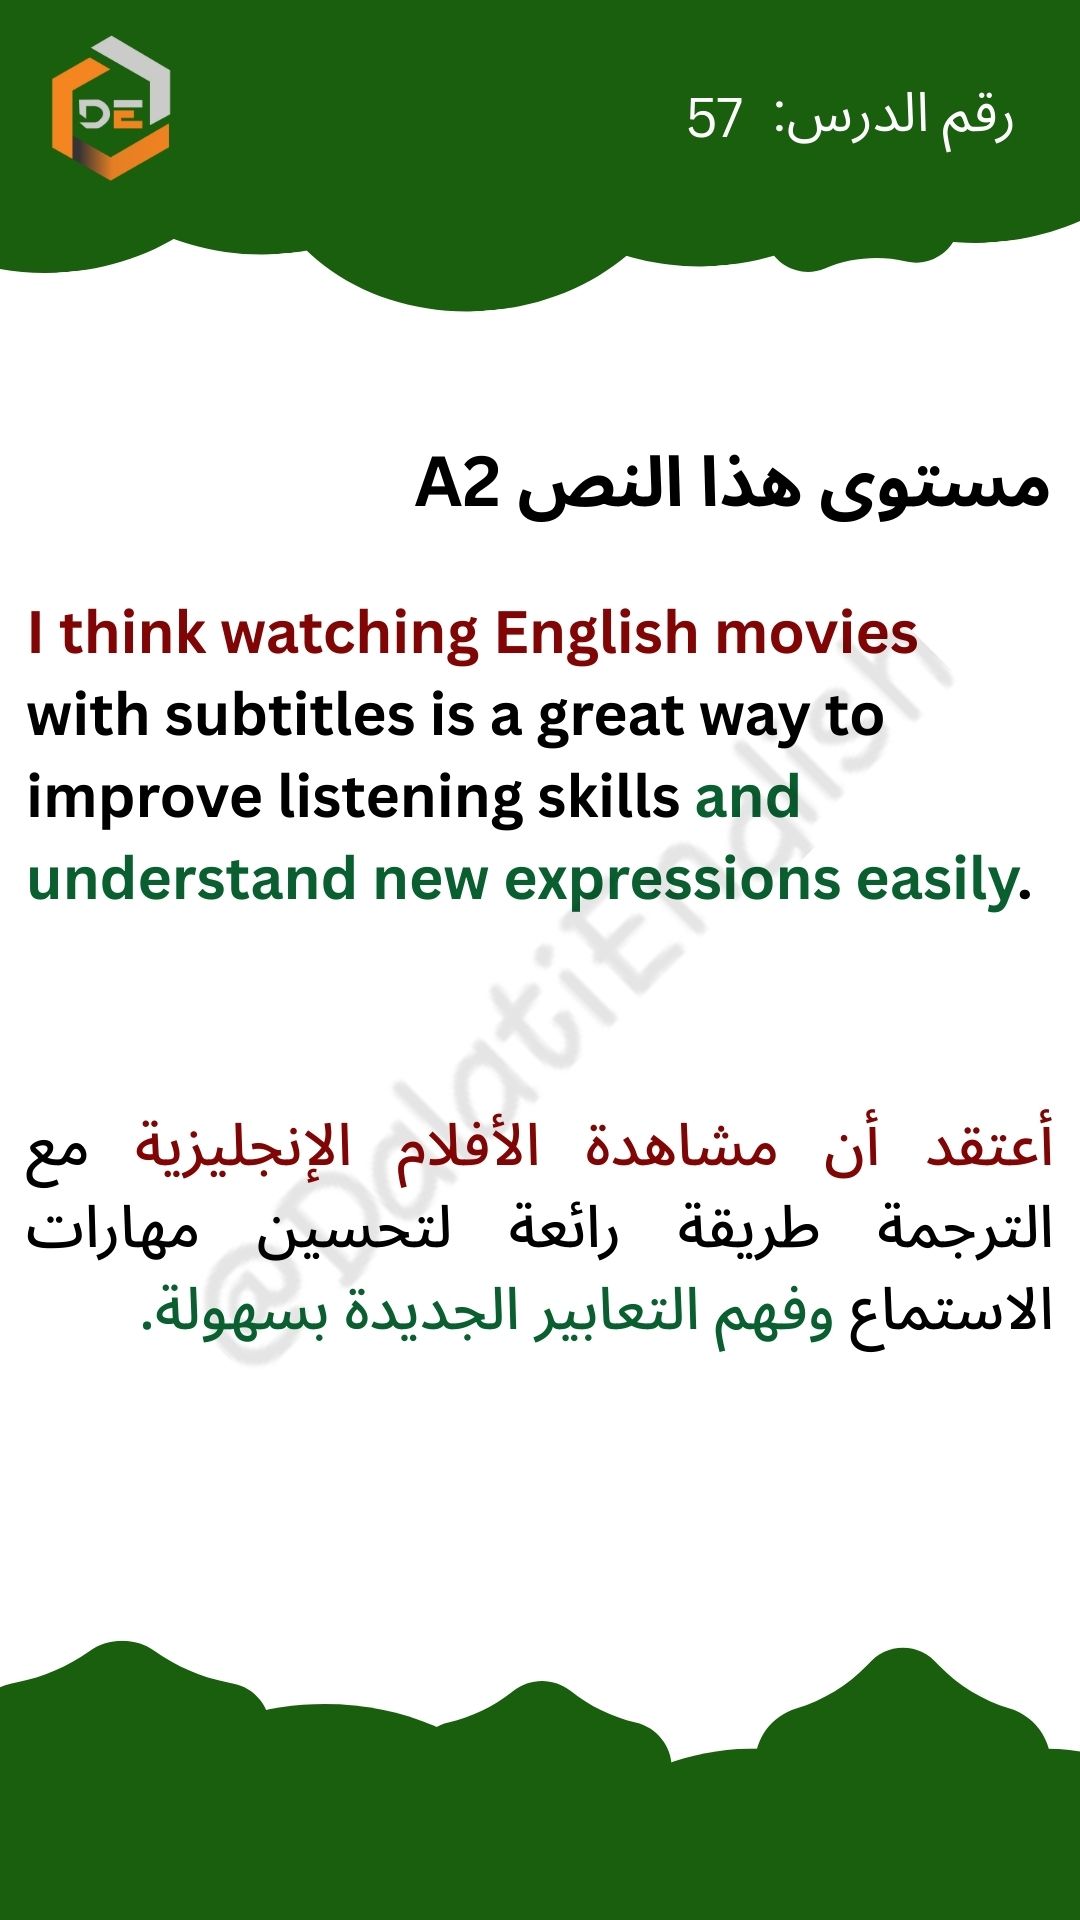 DE
رقم الدرس: 57
مستوى هذا النص A2
I think watching English movies
with subtitles is a great way to
improve listening skills and
understand new expressions easily.
أعتقد أن مشاهدة الأفلام الإنجليزية مع
الترجمة طريقة رائعة لتحسين مهارات
الاستماع وفهم التعابير الجديدة بسهولة.
@DalatiEnglish